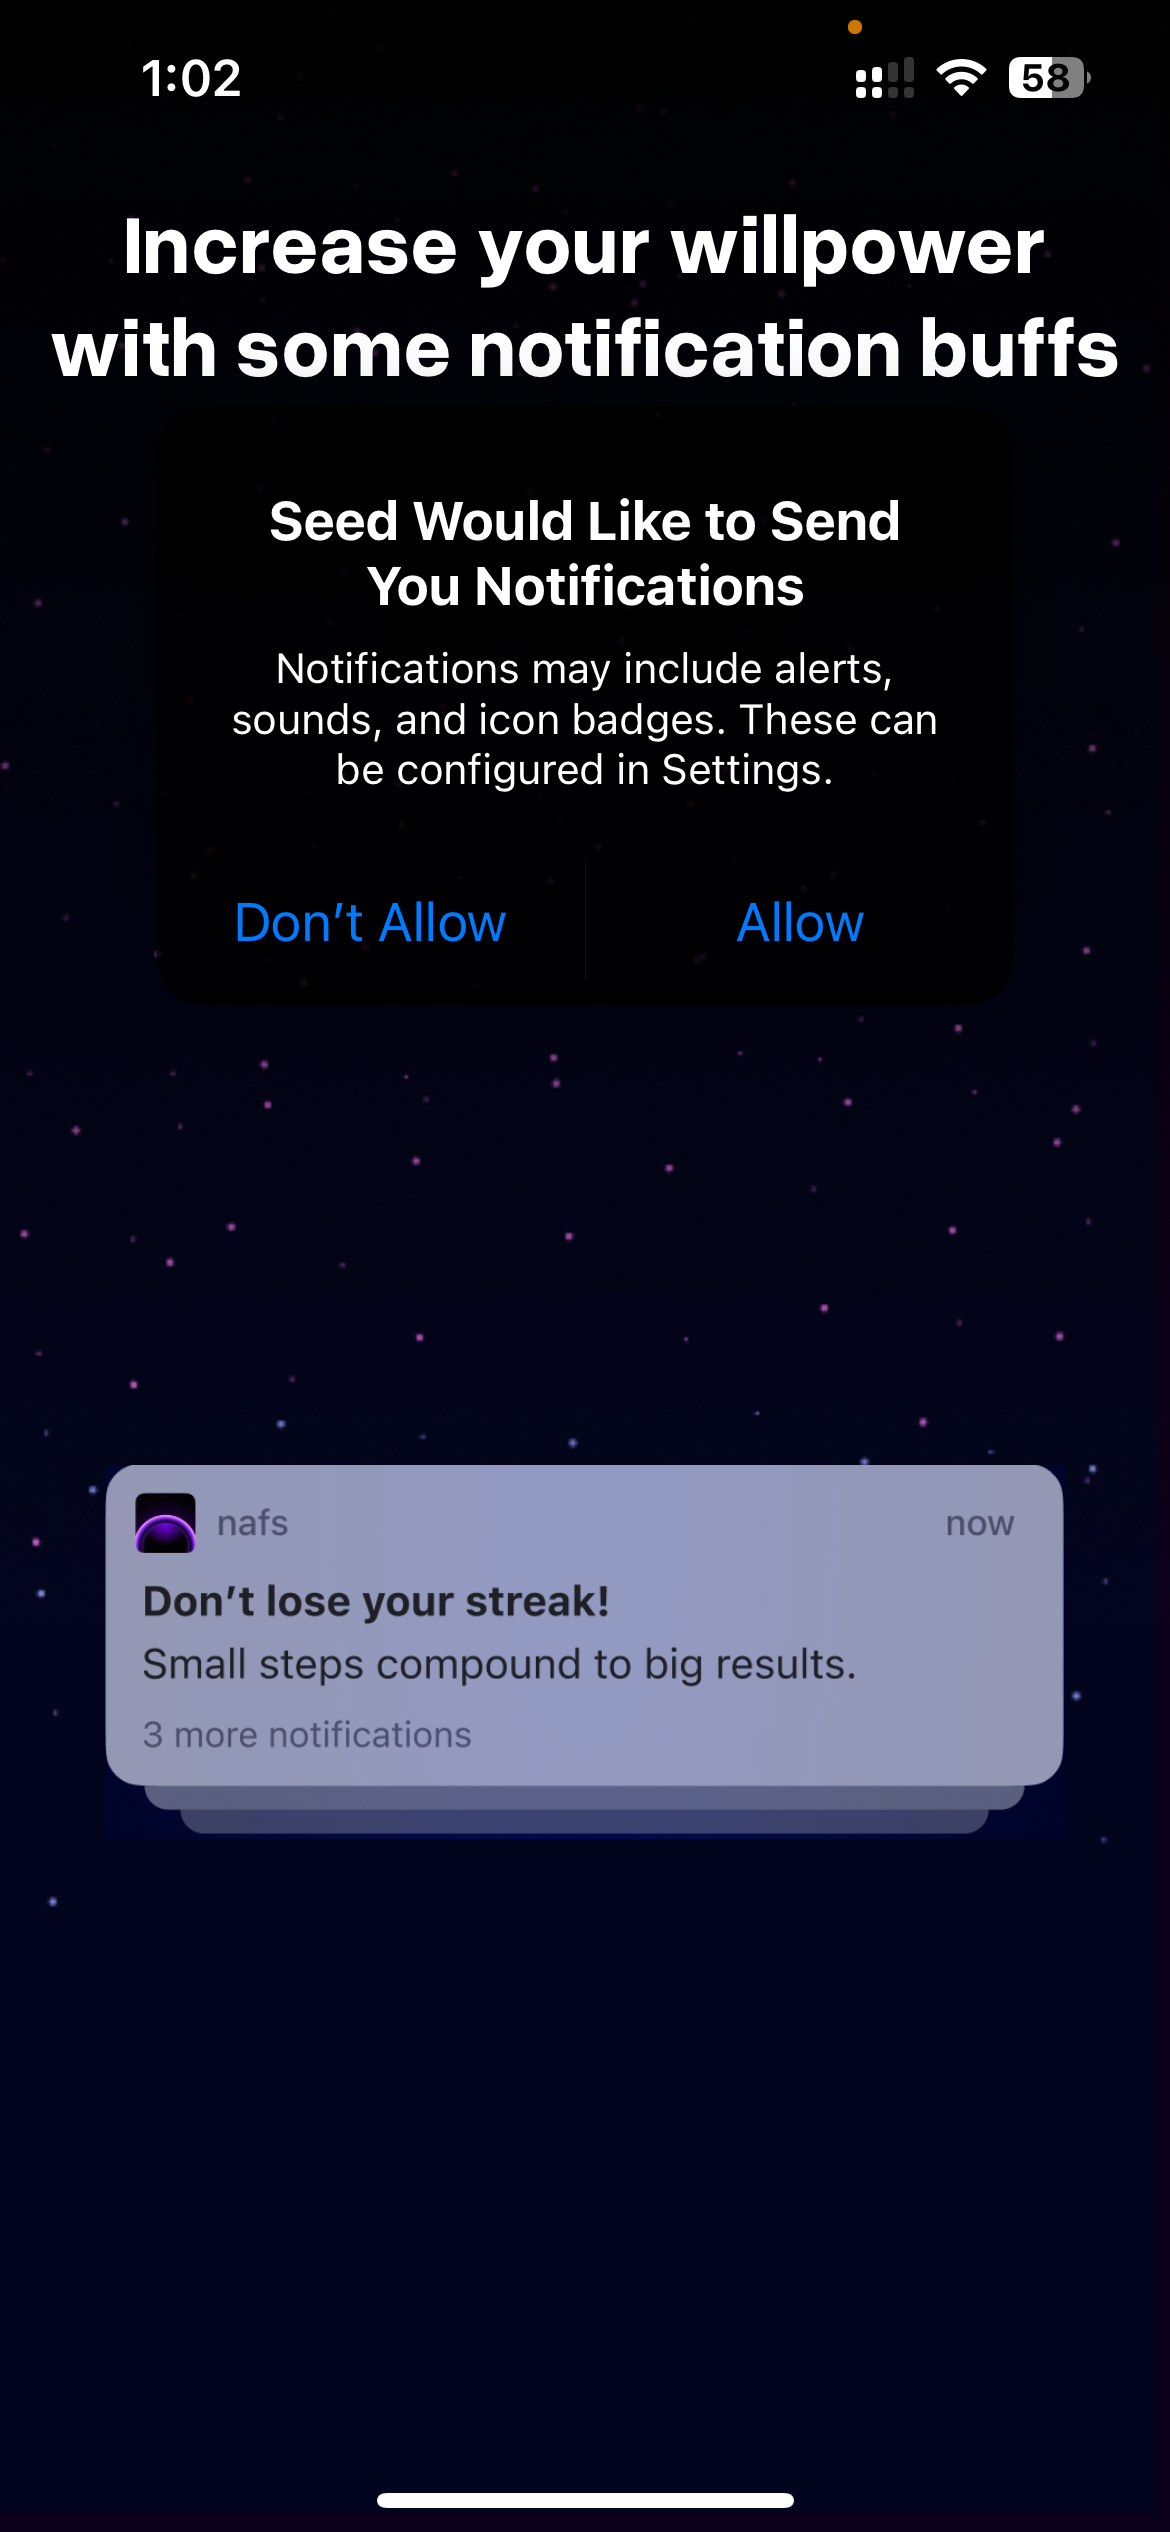 1:02
58
Increase your willpower
with some notification buffs
Seed Would Like to Send
You Notifications
Notifications may include alerts,
sounds, and icon badges. These can
be configured in Settings.
Don’t Allow
Allow
nafs
now
Don’t lose your streak!
Small steps compound to big results.
3 more notifications